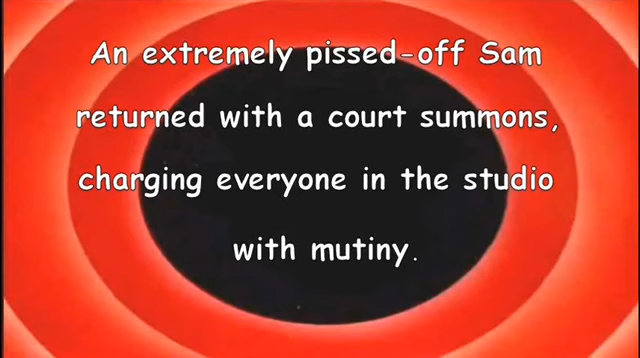 An extremely pissed-off Sam
returned with a court summons,
charging everyone in the studio
with mutiny.